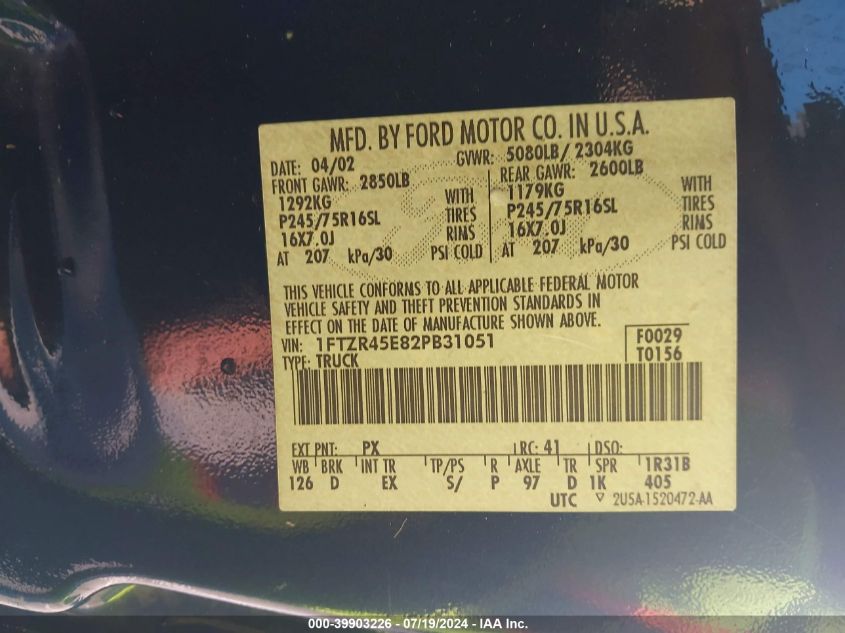 MFD. BY FORD MOTOR CO. IN U.S.A.
DATE: 04/02 GVWR: 5080LB/ 2304KG
FRONT GAWR: 2850LB REAR GAWR: 2600LB
1292KG WITH 1179KG WITH
P245/75R16SL TIRES P245/75R16SL TIRES
16X7.0J RIMS 16X7.0J RIMS
AT 207 kPa/30 PSI COLD AT 207 kPa/30 PSI COLD
THIS VEHICLE CONFORMS TO ALL APPLICABLE FEDERAL MOTOR
VEHICLE SAFETY AND THEFT PREVENTION STANDARDS IN
EFFECT ON THE DATE OF MANUFACTURE SHOWN ABOVE.
VIN: 1FTZR45E82PB31051 F0029
TYPE: TRUCK T0156
EXT PNT: PX RC: 41 DSO:
WB BRK INT TR TP/PS R AXLE TR SPR 1R31B
126 D EX S/ P 97 D 1K 405
UTC ▽ 2U5A-1520472-AA
000-39903226 - 07/19/2024 - IAA Inc.